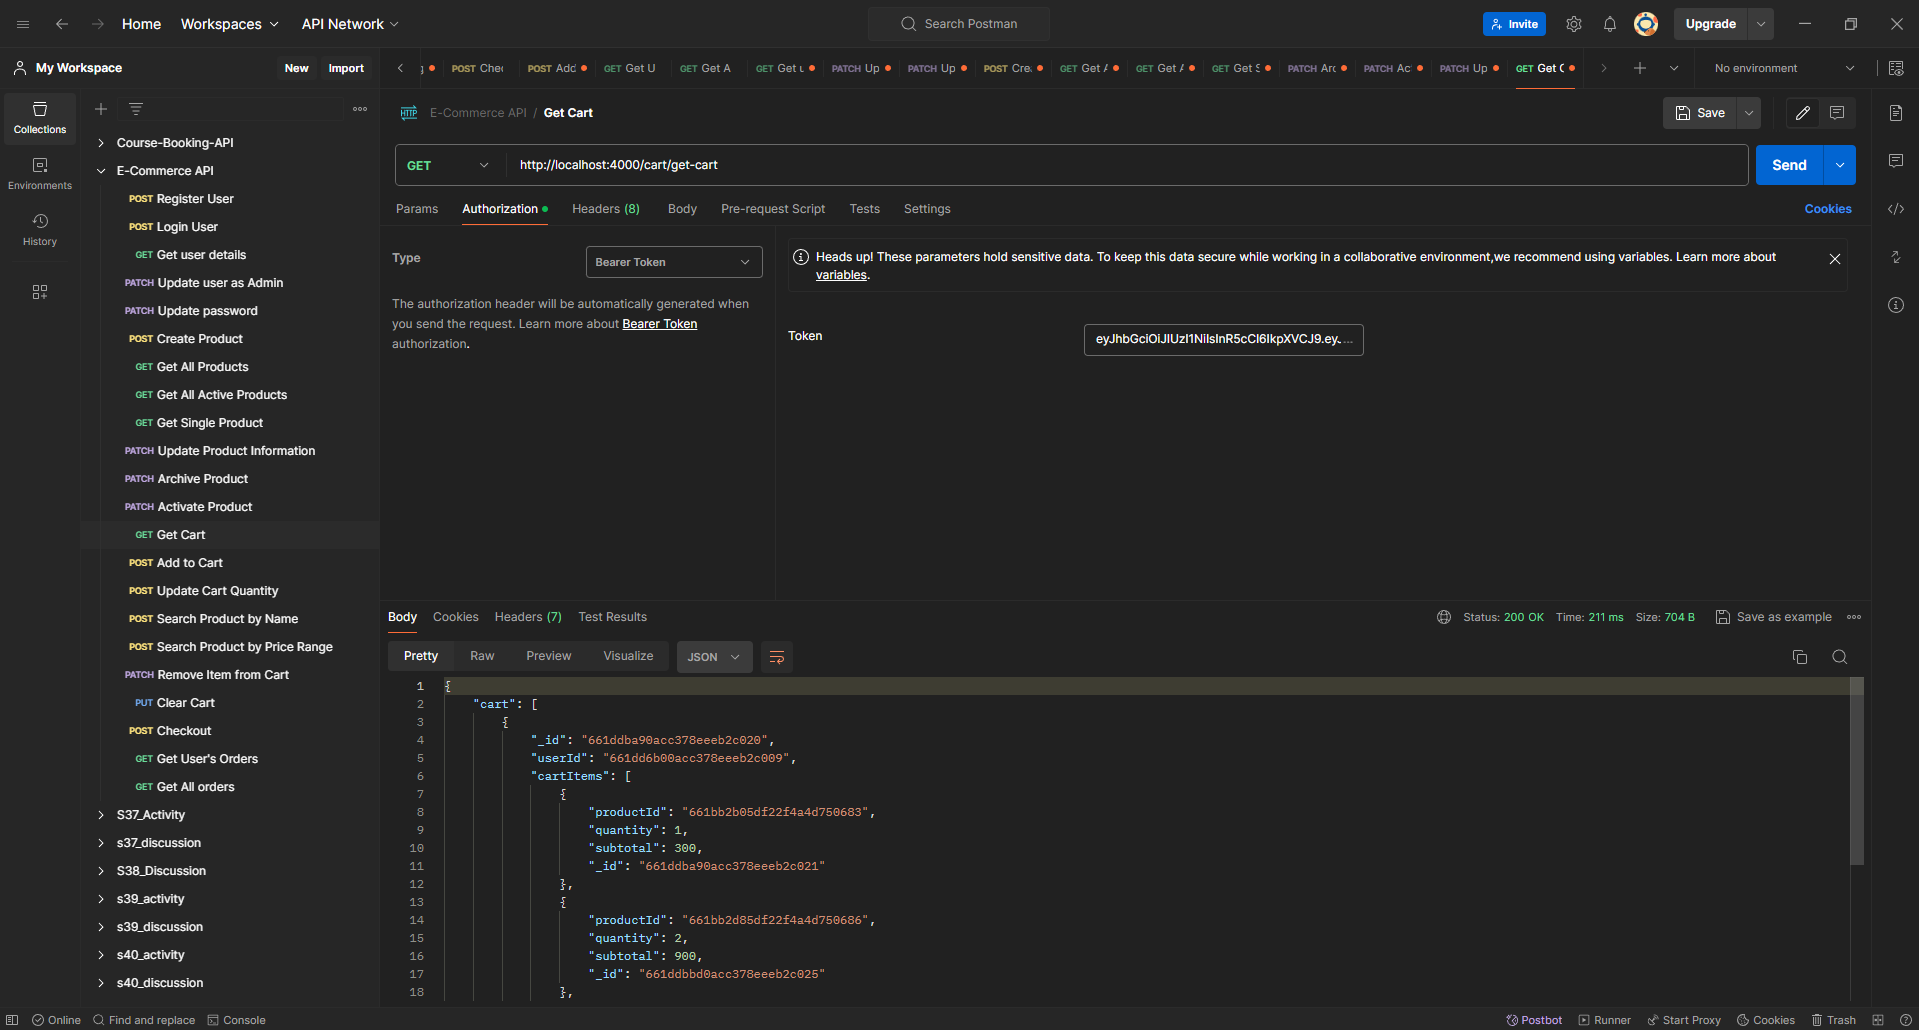 Home Workspaces API Network Search Postman Invite Upgrade
My Workspace New Import
POST Chec POST Add GET Get U GET Get A GET Get u PATCH Up PATCH Up POST Cre GET Get A GET Get A GET Get S PATCH Arc PATCH Ac PATCH Up GET Get C No environment
Collections
Environments
History
Course-Booking-API
E-Commerce API
POST Register User
POST Login User
GET Get user details
PATCH Update user as Admin
PATCH Update password
POST Create Product
GET Get All Products
GET Get All Active Products
GET Get Single Product
PATCH Update Product Information
PATCH Archive Product
PATCH Activate Product
GET Get Cart
POST Add to Cart
POST Update Cart Quantity
POST Search Product by Name
POST Search Product by Price Range
PATCH Remove Item from Cart
PUT Clear Cart
POST Checkout
GET Get User's Orders
GET Get All orders
S37_Activity
s37_discussion
S38_Discussion
s39_activity
s39_discussion
s40_activity
s40_discussion
HTTP E-Commerce API / Get Cart Save
GET http://localhost:4000/cart/get-cart Send
Params Authorization Headers (8) Body Pre-request Script Tests Settings Cookies
Type Bearer Token
The authorization header will be automatically generated when
you send the request. Learn more about Bearer Token
authorization.
Heads up! These parameters hold sensitive data. To keep this data secure while working in a collaborative environment,we recommend using variables. Learn more about
variables.
Token eyJhbGciOiJIUzI1NiIsInR5cCI6IkpXVCJ9.ey....
Body Cookies Headers (7) Test Results Status: 200 OK Time: 211 ms Size: 704 B Save as example
Pretty Raw Preview Visualize JSON
1 {
2 "cart": [
3 {
4 "_id": "661ddba90acc378eeeb2c020",
5 "userId": "661dd6b00acc378eeeb2c009",
6 "cartItems": [
7 {
8 "productId": "661bb2b05df22f4a4d750683",
9 "quantity": 1,
10 "subtotal": 300,
11 "_id": "661ddba90acc378eeeb2c021"
12 },
13 {
14 "productId": "661bb2d85df22f4a4d750686",
15 "quantity": 2,
16 "subtotal": 900,
17 "_id": "661ddbbd0acc378eeeb2c025"
18 },
Online Find and replace Console Postbot Runner Start Proxy Cookies Trash